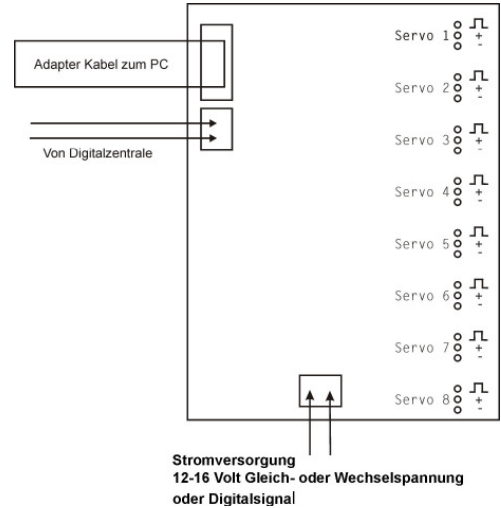 Servo 1
+
-
Adapter Kabel zum PC
Servo 2
+
-
Von Digitalzentrale
Servo 3
+
-
Servo 4
+
-
Servo 5
+
-
Servo 6
+
-
Servo 7
+
-
Servo 8
+
-
Stromversorgung
12-16 Volt Gleich- oder Wechselspannung
oder Digitalsignal